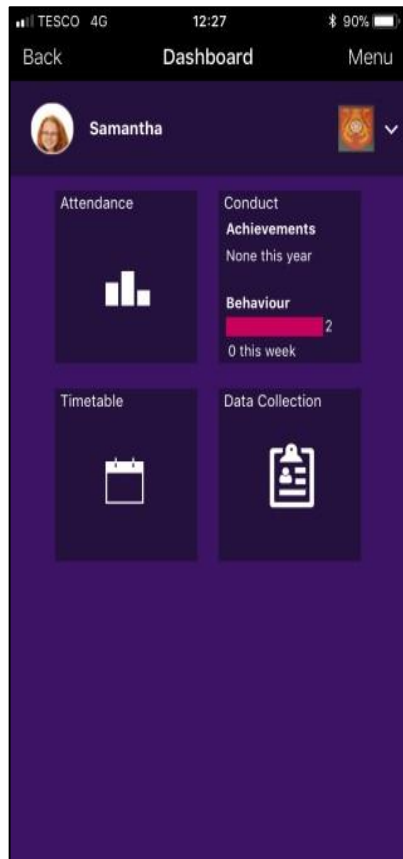 TESCO 4G 12:27 90%
Back Dashboard Menu
Samantha
Attendance
Conduct
Achievements
None this year
Behaviour
2
0 this week
Timetable
Data Collection